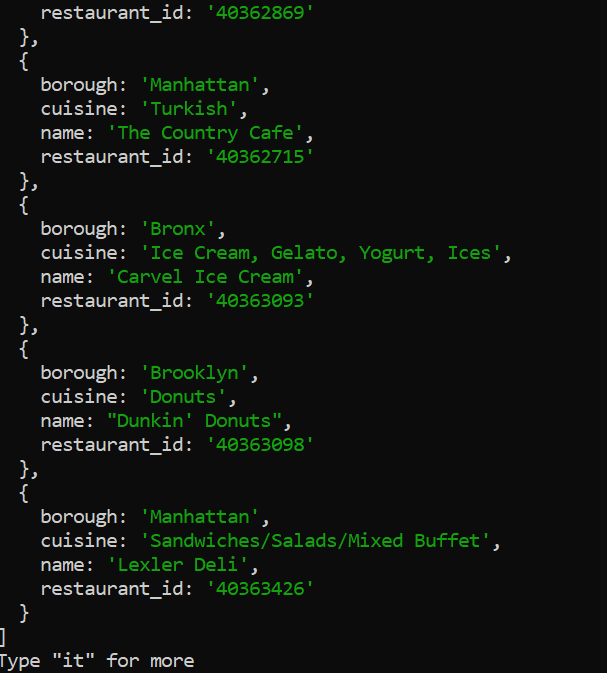 restaurant_id: '40362869'
  },
  {
    borough: 'Manhattan',
    cuisine: 'Turkish',
    name: 'The Country Cafe',
    restaurant_id: '40362715'
  },
  {
    borough: 'Bronx',
    cuisine: 'Ice Cream, Gelato, Yogurt, Ices',
    name: 'Carvel Ice Cream',
    restaurant_id: '40363093'
  },
  {
    borough: 'Brooklyn',
    cuisine: 'Donuts',
    name: "Dunkin' Donuts",
    restaurant_id: '40363098'
  },
  {
    borough: 'Manhattan',
    cuisine: 'Sandwiches/Salads/Mixed Buffet',
    name: 'Lexler Deli',
    restaurant_id: '40363426'
  }
]
Type "it" for more